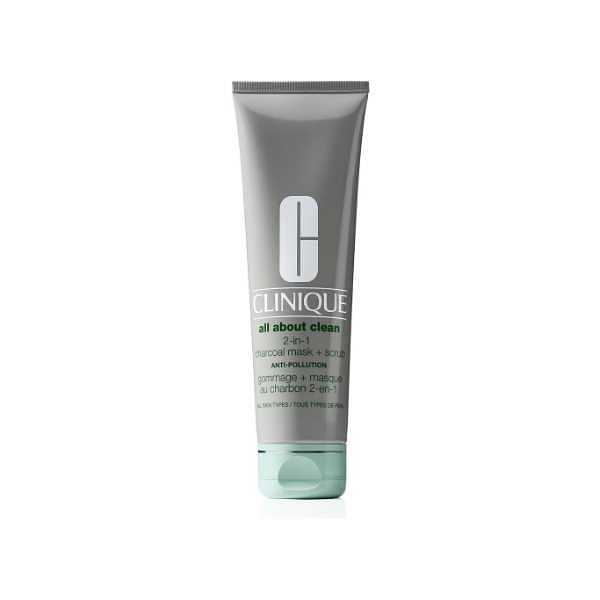 C
CLINIQUE
all about clean
2-in-1
charcoal mask + scrub
ANTI-POLLUTION
gommage + masque
au charbon 2-en-1
ALL SKIN TYPES / TOUS TYPES DE PEAU